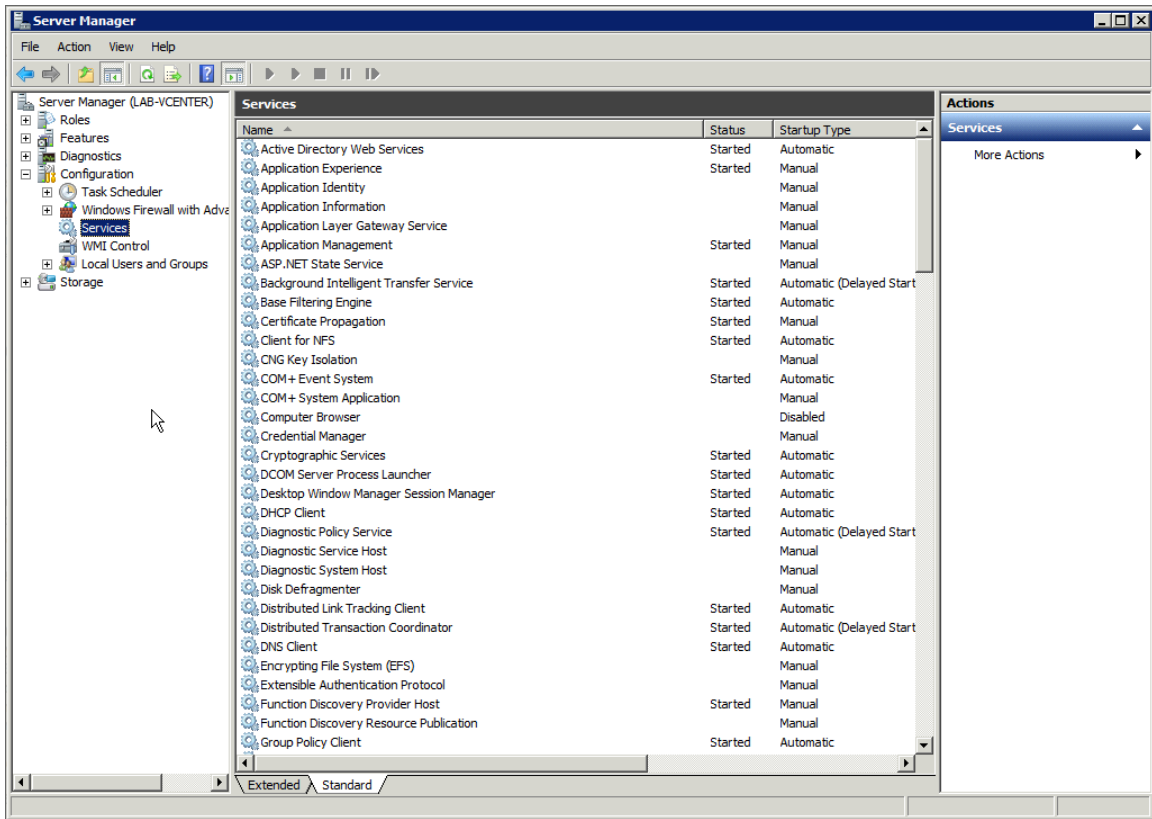 Server Manager
File Action View Help
Server Manager (LAB-VCENTER)
Roles
Features
Diagnostics
Configuration
Task Scheduler
Windows Firewall with Adva
Services
WMI Control
Local Users and Groups
Storage
Services
Name Status Startup Type
Active Directory Web Services Started Automatic
Application Experience Started Manual
Application Identity Manual
Application Information Manual
Application Layer Gateway Service Manual
Application Management Started Manual
ASP.NET State Service Manual
Background Intelligent Transfer Service Started Automatic (Delayed Start
Base Filtering Engine Started Automatic
Certificate Propagation Started Manual
Client for NFS Started Automatic
CNG Key Isolation Manual
COM+ Event System Started Automatic
COM+ System Application Manual
Computer Browser Disabled
Credential Manager Manual
Cryptographic Services Started Automatic
DCOM Server Process Launcher Started Automatic
Desktop Window Manager Session Manager Started Automatic
DHCP Client Started Automatic
Diagnostic Policy Service Started Automatic (Delayed Start
Diagnostic Service Host Manual
Diagnostic System Host Manual
Disk Defragmenter Manual
Distributed Link Tracking Client Started Automatic
Distributed Transaction Coordinator Started Automatic (Delayed Start
DNS Client Started Automatic
Encrypting File System (EFS) Manual
Extensible Authentication Protocol Manual
Function Discovery Provider Host Started Manual
Function Discovery Resource Publication Manual
Group Policy Client Started Automatic
Extended Standard
Actions
Services
More Actions